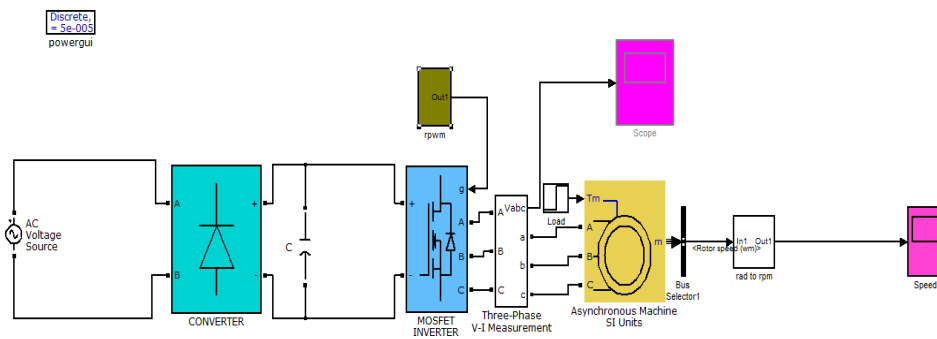 Discrete,
= 5e-005
powergui
Out1
rpwm
Scope
AC
Voltage
Source
A
B
+
-
CONVERTER
C
+
-
g
A
B
C
MOSFET
INVERTER
Vabc
A
B
C
a
b
c
Three-Phase
V-I Measurement
Load
Tm
A
B
C
m
Asynchronous Machine
SI Units
<Rotor speed (wm)>
Bus
Selector1
In1
Out1
rad to rpm
Speed